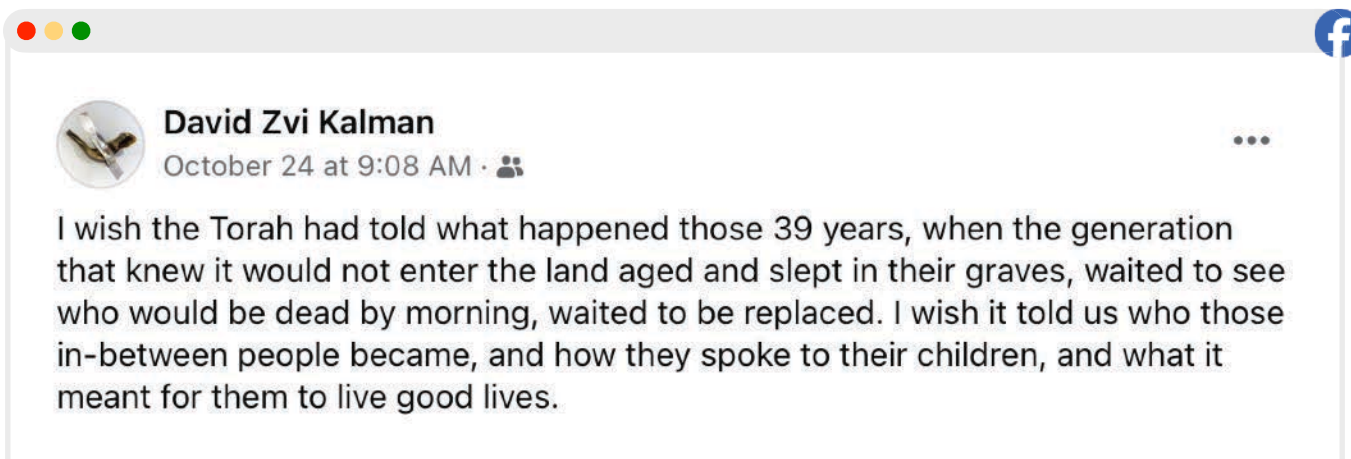 David Zvi Kalman
October 24 at 9:08 AM ·
I wish the Torah had told what happened those 39 years, when the generation
that knew it would not enter the land aged and slept in their graves, waited to see
who would be dead by morning, waited to be replaced. I wish it told us who those
in-between people became, and how they spoke to their children, and what it
meant for them to live good lives.